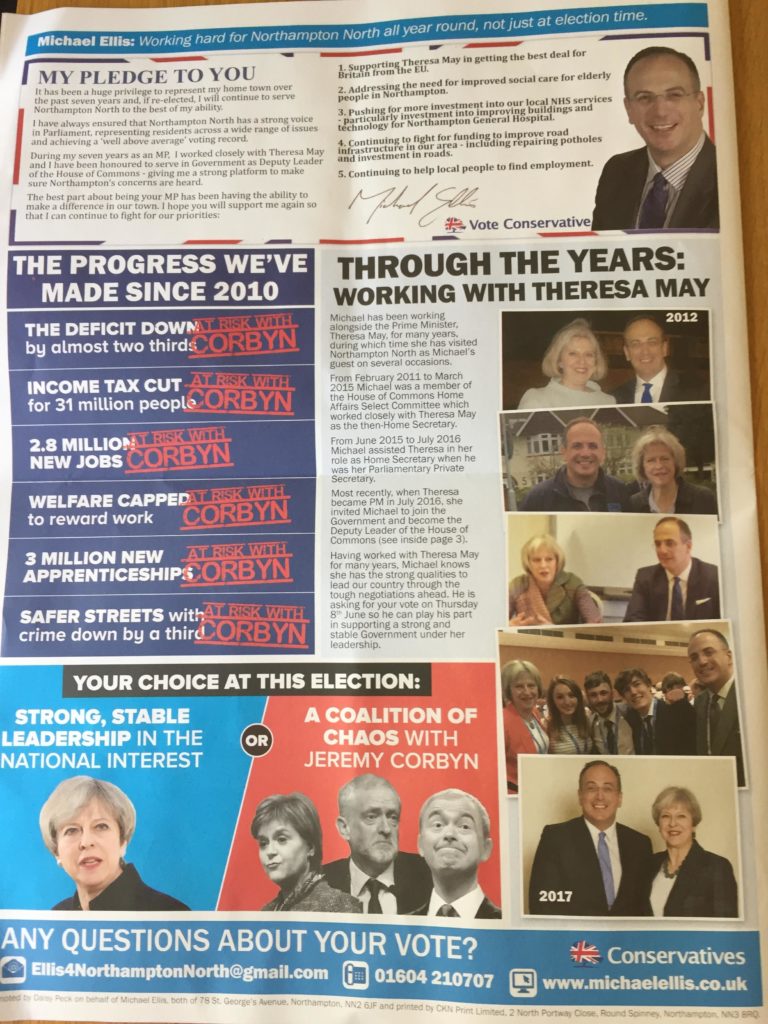 Michael Ellis: Working hard for Northampton North all year round, not just at election time.
MY PLEDGE TO YOU
It has been a huge privilege to represent my home town over
the past seven years and, if re-elected, I will continue to serve
Northampton North to the best of my ability.
I have always ensured that Northampton North has a strong voice
in Parliament, representing residents across a wide range of issues
and achieving a 'well above average' voting record.
During my seven years as an MP, I worked closely with Theresa May
and I have been honoured to serve in Government as Deputy Leader
of the House of Commons - giving me a strong platform to make
sure Northampton's concerns are heard.
The best part about being your MP has been having the ability to
make a difference in our town. I hope you will support me again so
that I can continue to fight for our priorities:
1. Supporting Theresa May in getting the best deal for
Britain from the EU.
2. Addressing the need for improved social care for elderly
people in Northampton.
3. Pushing for more investment into our local NHS services
- particularly investment into improving buildings and
technology for Northampton General Hospital.
4. Continuing to fight for funding to improve road
infrastructure in our area - including repairing potholes
and investment in roads.
5. Continuing to help local people to find employment.
Michael Ellis
Vote Conservative
THE PROGRESS WE'VE
MADE SINCE 2010
THE DEFICIT DOWN
by almost two thirds
AT RISK WITH
CORBYN
INCOME TAX CUT
for 31 million people
AT RISK WITH
CORBYN
2.8 MILLION
NEW JOBS
AT RISK WITH
CORBYN
WELFARE CAPPED
to reward work
AT RISK WITH
CORBYN
3 MILLION NEW
APPRENTICESHIPS
AT RISK WITH
CORBYN
SAFER STREETS with
crime down by a third
AT RISK WITH
CORBYN
THROUGH THE YEARS:
WORKING WITH THERESA MAY
Michael has been working
alongside the Prime Minister,
Theresa May, for many years,
during which time she has visited
Northampton North as Michael's
guest on several occasions.
From February 2011 to March
2015 Michael was a member of
the House of Commons Home
Affairs Select Committee which
worked closely with Theresa May
as the then-Home Secretary.
From June 2015 to July 2016
Michael assisted Theresa in her
role as Home Secretary when he
was her Parliamentary Private
Secretary.
Most recently, when Theresa
became PM in July 2016, she
invited Michael to join the
Government and become the
Deputy Leader of the House of
Commons (see inside page 3).
Having worked with Theresa May
for many years, Michael knows
she has the strong qualities to
lead our country through the
tough negotiations ahead. He is
asking for your vote on Thursday
8th June so he can play his part
in supporting a strong and
stable Government under her
leadership.
2012
2017
YOUR CHOICE AT THIS ELECTION:
STRONG, STABLE
LEADERSHIP IN THE
NATIONAL INTEREST
OR
A COALITION OF
CHAOS WITH
JEREMY CORBYN
ANY QUESTIONS ABOUT YOUR VOTE?
Ellis4NorthamptonNorth@gmail.com
01604 210707
Conservatives
www.michaelellis.co.uk
moted by Daisy Peck on behalf of Michael Ellis, both of 78 St. George's Avenue, Northampton, NN2 6JF and printed by CKN Print Limited, 2 North Portway Close, Round Spinney, Northampton, NN3 8RQ.